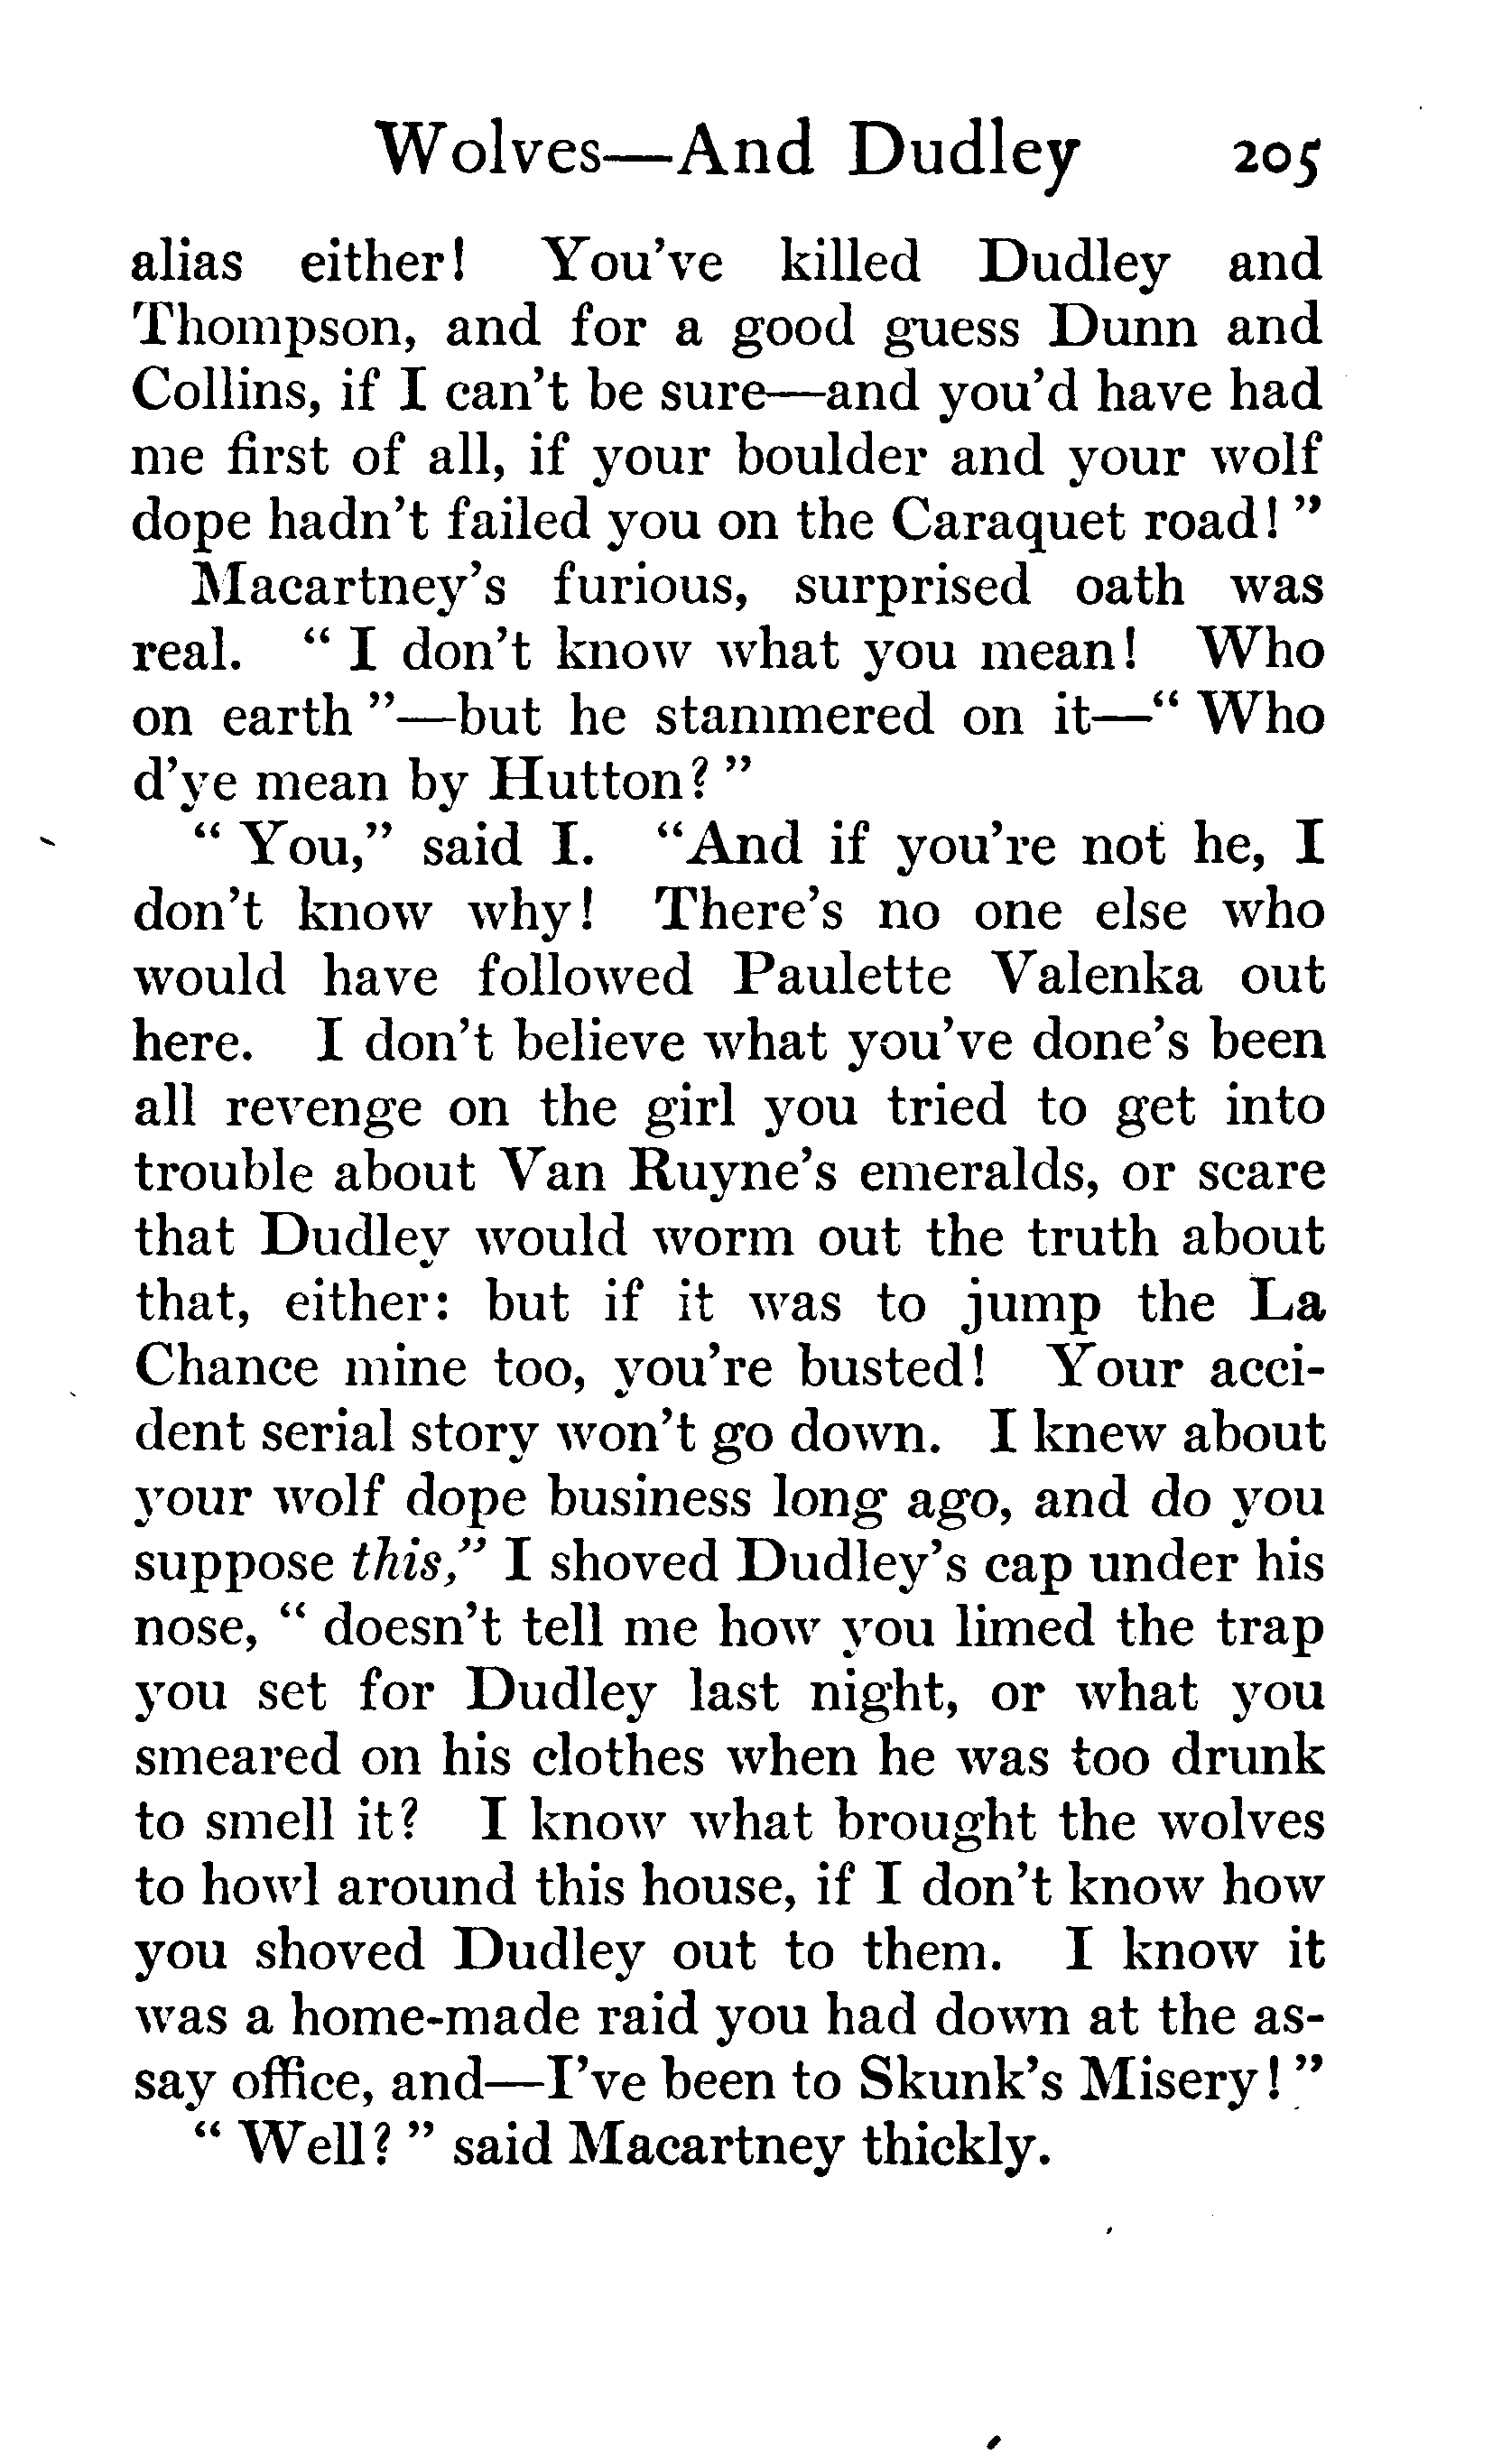 Wolves—And Dudley 205
alias either! You've killed Dudley and
Thompson, and for a good guess Dunn and
Collins, if I can't be sure—and you'd have had
me first of all, if your boulder and your wolf
dope hadn't failed you on the Caraquet road! "
Macartney's furious, surprised oath was
real. " I don't know what you mean! Who
on earth "—but he stammered on it—" Who
d'ye mean by Hutton? "
" You," said I. "And if you're not he, I
don't know why! There's no one else who
would have followed Paulette Valenka out
here. I don't believe what you've done's been
all revenge on the girl you tried to get into
trouble about Van Ruyne's emeralds, or scare
that Dudley would worm out the truth about
that, either: but if it was to jump the La
Chance mine too, you're busted! Your acci-
dent serial story won't go down. I knew about
your wolf dope business long ago, and do you
suppose this," I shoved Dudley's cap under his
nose, " doesn't tell me how you limed the trap
you set for Dudley last night, or what you
smeared on his clothes when he was too drunk
to smell it? I know what brought the wolves
to howl around this house, if I don't know how
you shoved Dudley out to them. I know it
was a home-made raid you had down at the as-
say office, and—I've been to Skunk's Misery! "
" Well? " said Macartney thickly.